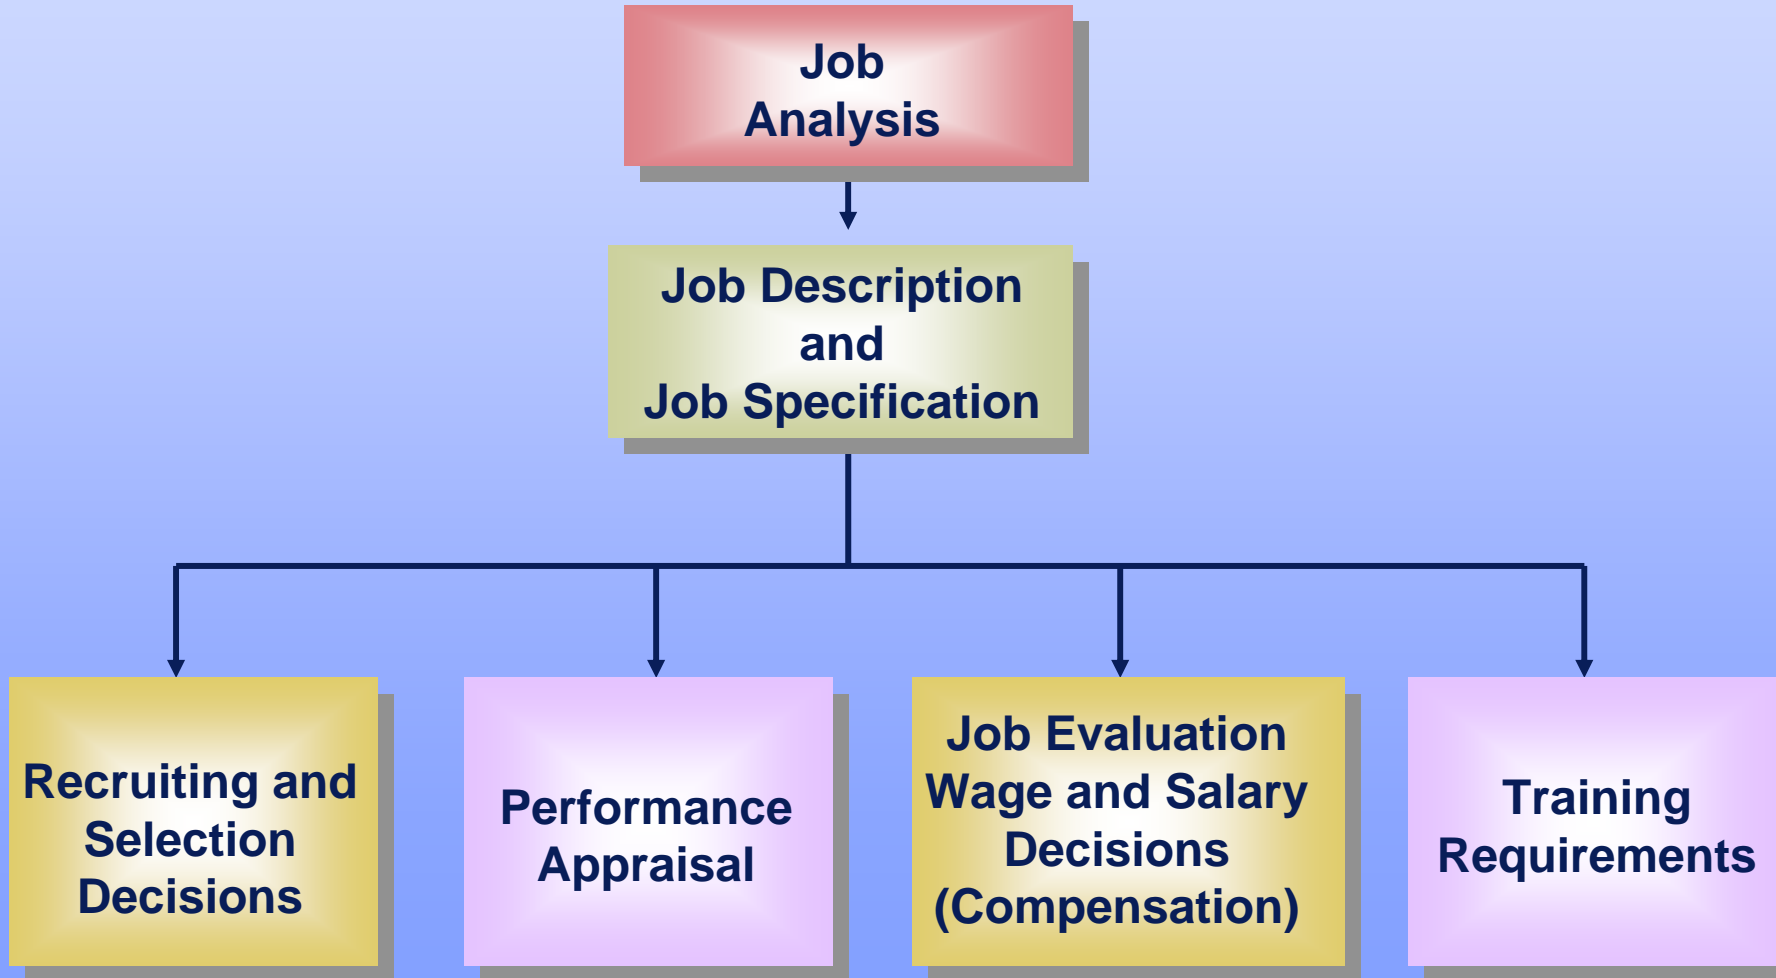 Job
Analysis
Job Description
and
Job Specification
Recruiting and
Selection
Decisions
Performance
Appraisal
Job Evaluation
Wage and Salary
Decisions
(Compensation)
Training
Requirements